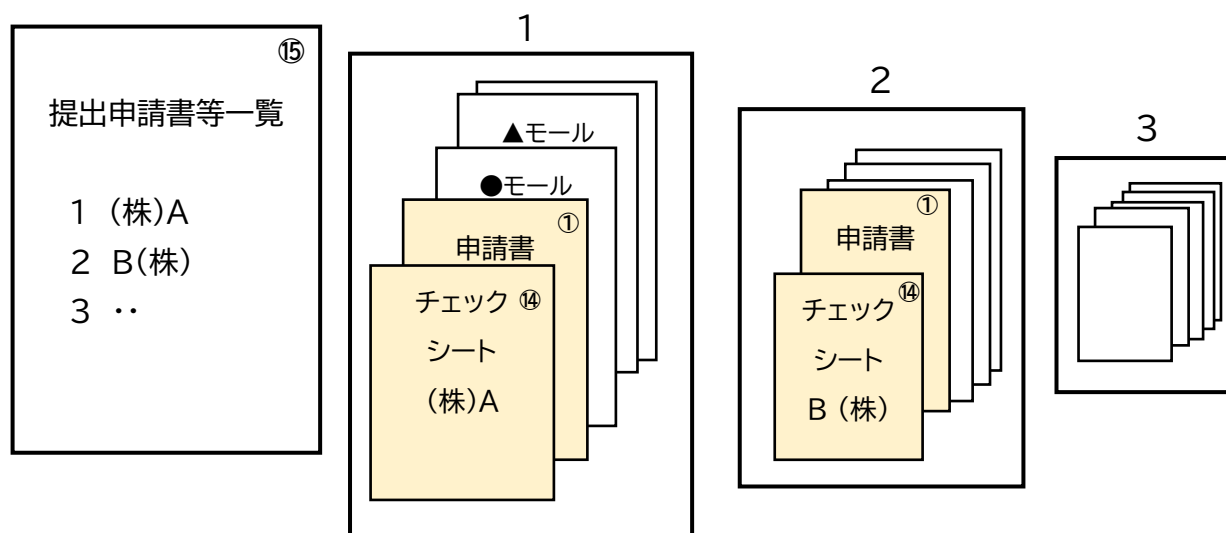 ⑮
提出申請書等一覧
1 (株)A
2 B(株)
3 ‥
1
▲モール
●モール
①
申請書
チェック ⑭
シート
(株)A
2
①
申請書
⑭
チェック
シート
B (株)
3